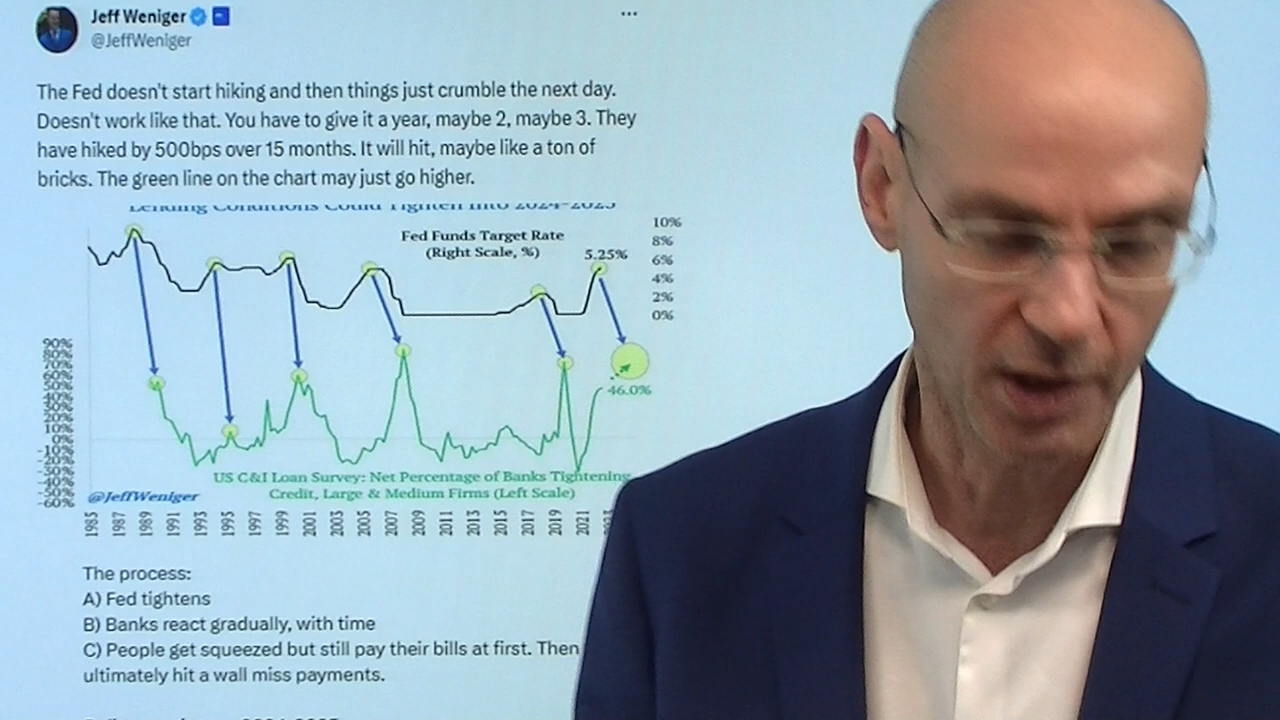 Jeff Weniger
@JeffWeniger
The Fed doesn't start hiking and then things just crumble the next day.
Doesn't work like that. You have to give it a year, maybe 2, maybe 3. They
have hiked by 500bps over 15 months. It will hit, maybe like a ton of
bricks. The green line on the chart may just go higher.
Lending Conditions Could Tighten Into 2024-2025
Fed Funds Target Rate
(Right Scale, %)
5.25%
10%
8%
6%
4%
2%
0%
90%
80%
70%
60%
50%
40%
30%
20%
10%
0%
-10%
-20%
-30%
-40%
-50%
-60%
46.0%
US C&I Loan Survey: Net Percentage of Banks Tightening
Credit, Large & Medium Firms (Left Scale)
@JeffWeniger
1985 1987 1989 1991 1993 1995 1997 1999 2001 2003 2005 2007 2009 2011 2013 2015 2017 2019 2021
The process:
A) Fed tightens
B) Banks react gradually, with time
C) People get squeezed but still pay their bills at first. Then
ultimately hit a wall miss payments.